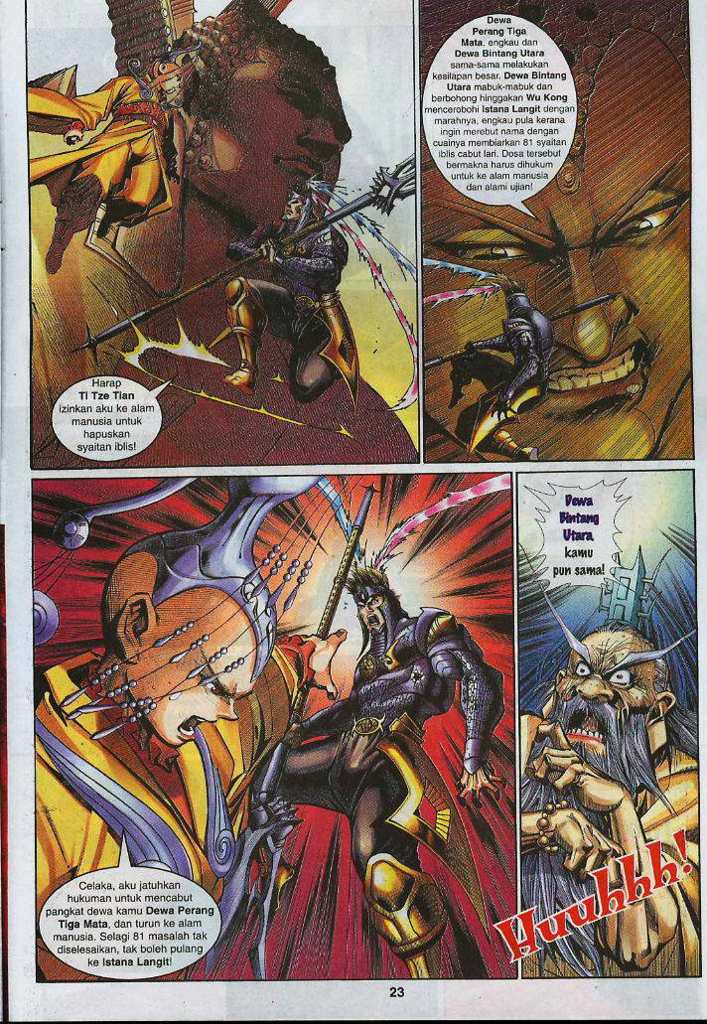 Harap
Ti Tze Tian
izinkan aku ke alam
manusia untuk
hapuskan
syaitan iblis!
Dewa
Perang Tiga
Mata, engkau dan
Dewa Bintang Utara
sama-sama melakukan
kesilapan besar. Dewa Bintang
Utara mabuk-mabuk dan
berbohong hinggakan Wu Kong
mencerobohi Istana Langit dengan
marahnya, engkau pula kerana
ingin merebut nama dengan
cuainya membiarkan 81 syaitan
iblis cabut lari. Dosa tersebut
bermakna harus dihukum
untuk ke alam manusia
dan alami ujian!
Celaka, aku jatuhkan
hukuman untuk mencabut
pangkat dewa kamu Dewa Perang
Tiga Mata, dan turun ke alam
manusia. Selagi 81 masalah tak
diselesaikan, tak boleh pulang
ke Istana Langit!
Dewa
Bintang
Utara
kamu
pun sama!
Huuhhh!
23